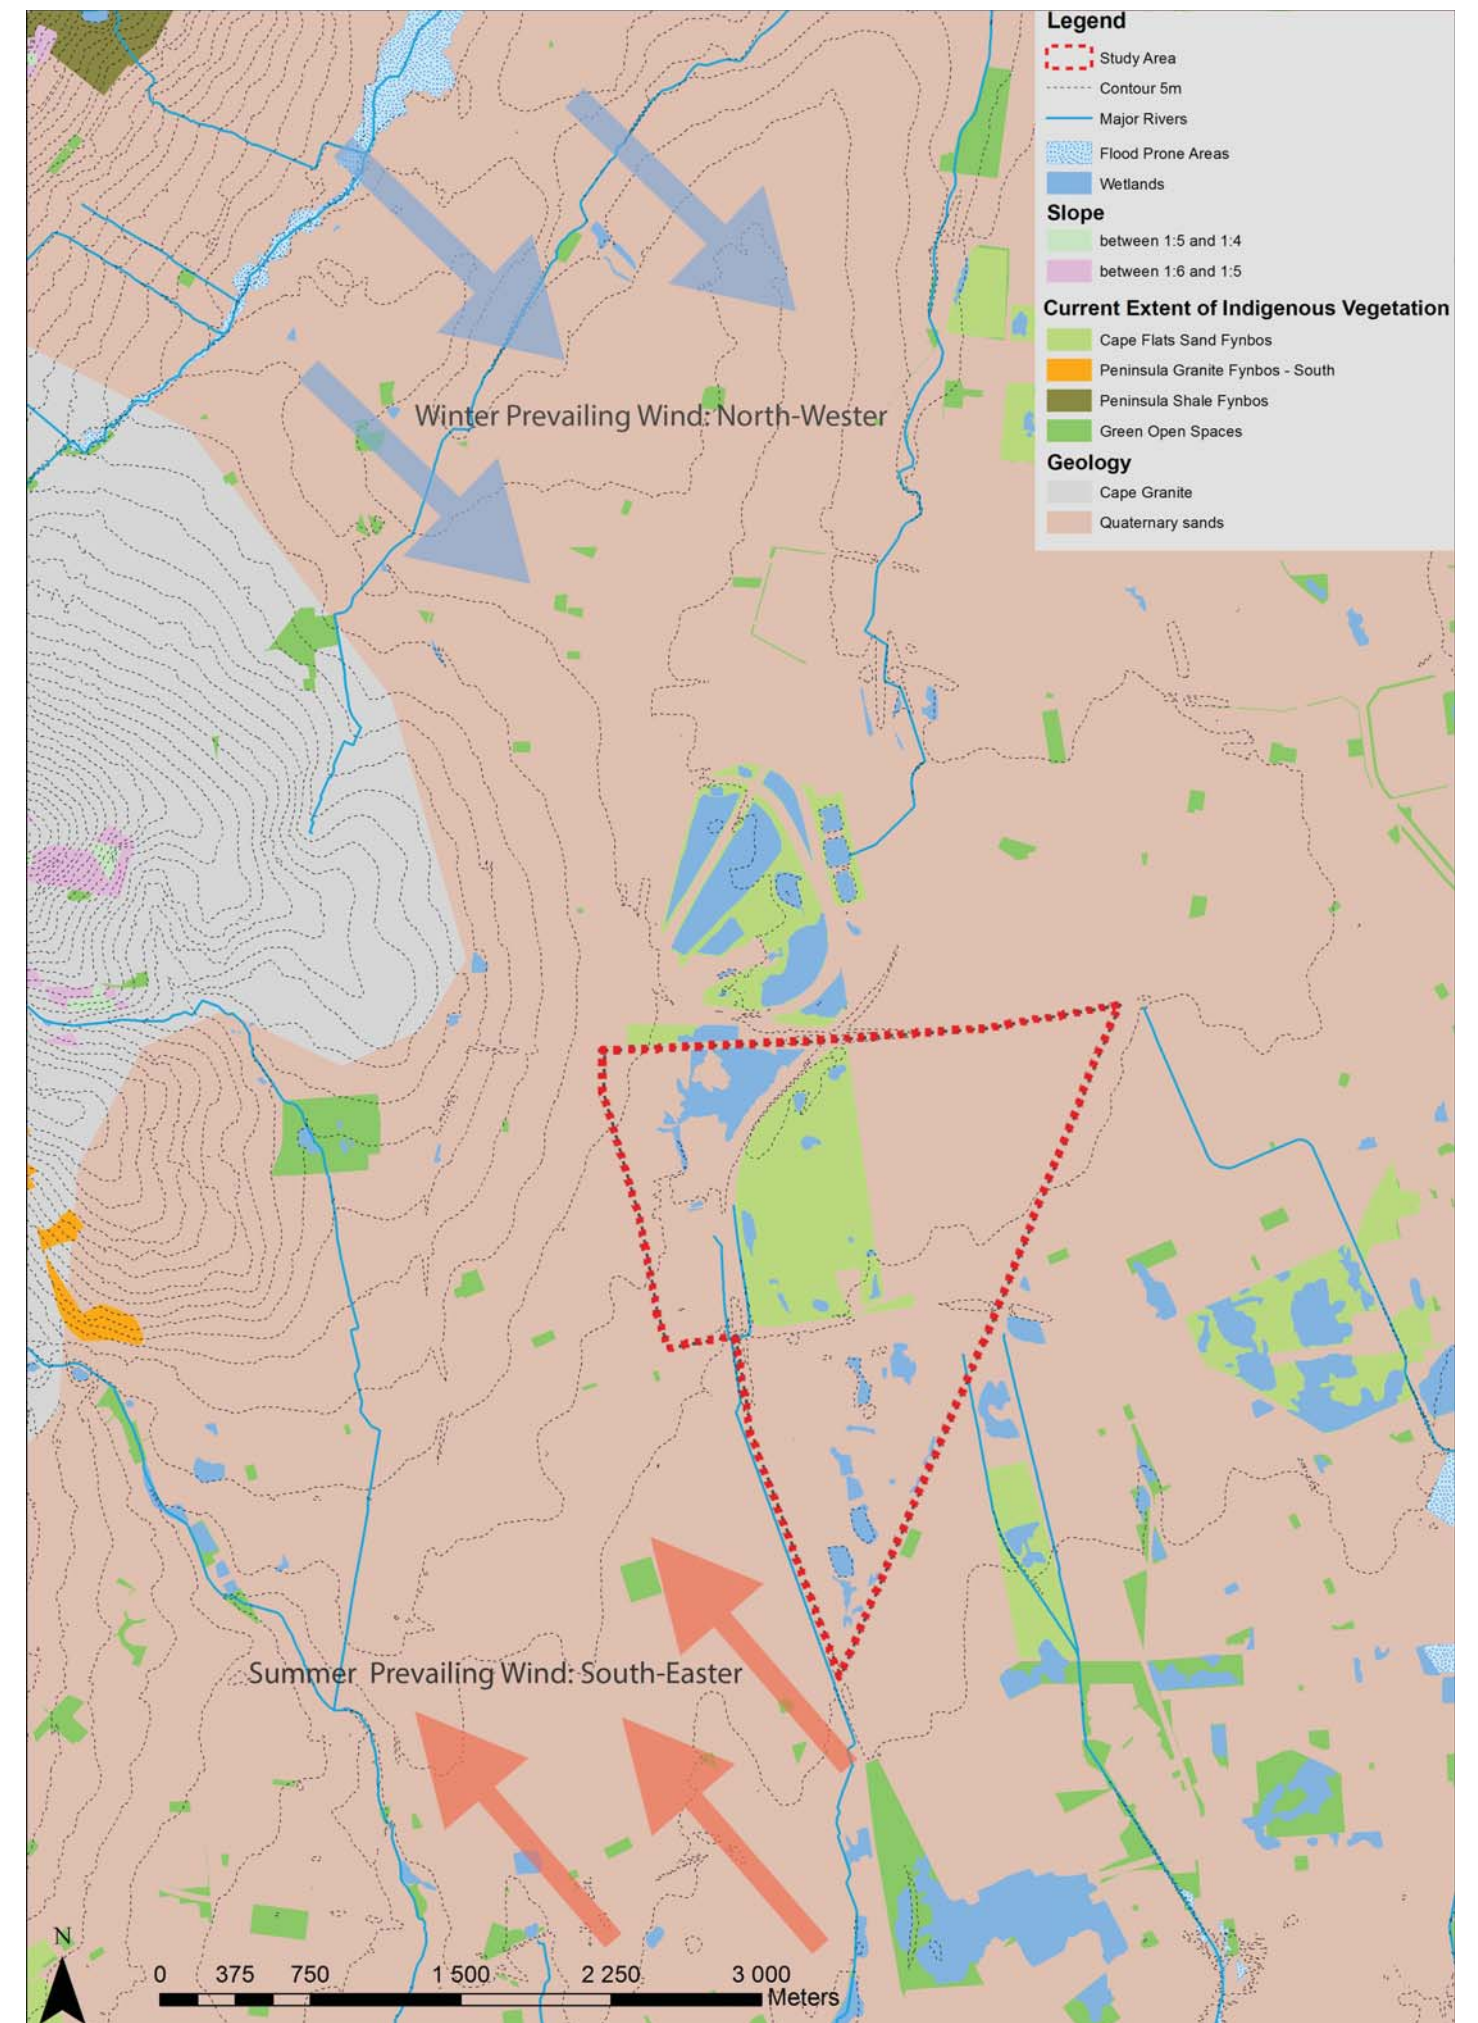 Legend
Study Area
Contour 5m
Major Rivers
Flood Prone Areas
Wetlands
Slope
between 1:5 and 1:4
between 1:6 and 1:5
Current Extent of Indigenous Vegetation
Cape Flats Sand Fynbos
Peninsula Granite Fynbos - South
Peninsula Shale Fynbos
Green Open Spaces
Geology
Cape Granite
Quaternary sands
Winter Prevailing Wind: North-Wester
Summer Prevailing Wind: South-Easter
N
0 375 750 1 500 2 250 3 000
Meters